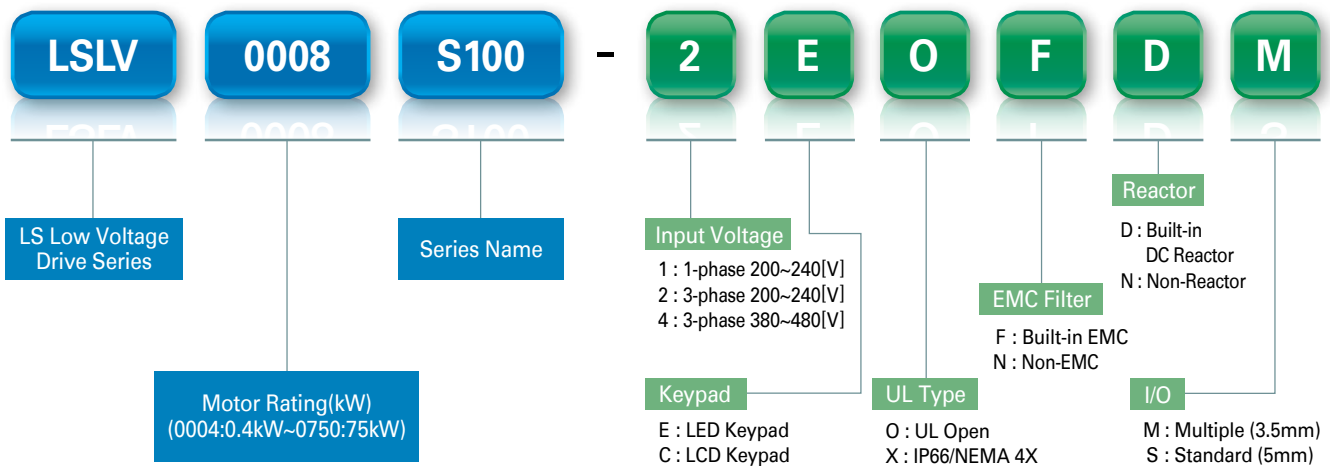 LSLV 0008 S100 - 2 E O F D M
LS Low Voltage
Drive Series
Motor Rating(kW)
(0004:0.4kW~0750:75kW)
Series Name
Input Voltage
1 : 1-phase 200~240[V]
2 : 3-phase 200~240[V]
4 : 3-phase 380~480[V]
Keypad
E : LED Keypad
C : LCD Keypad
UL Type
O : UL Open
X : IP66/NEMA 4X
EMC Filter
F : Built-in EMC
N : Non-EMC
Reactor
D : Built-in
DC Reactor
N : Non-Reactor
I/O
M : Multiple (3.5mm)
S : Standard (5mm)